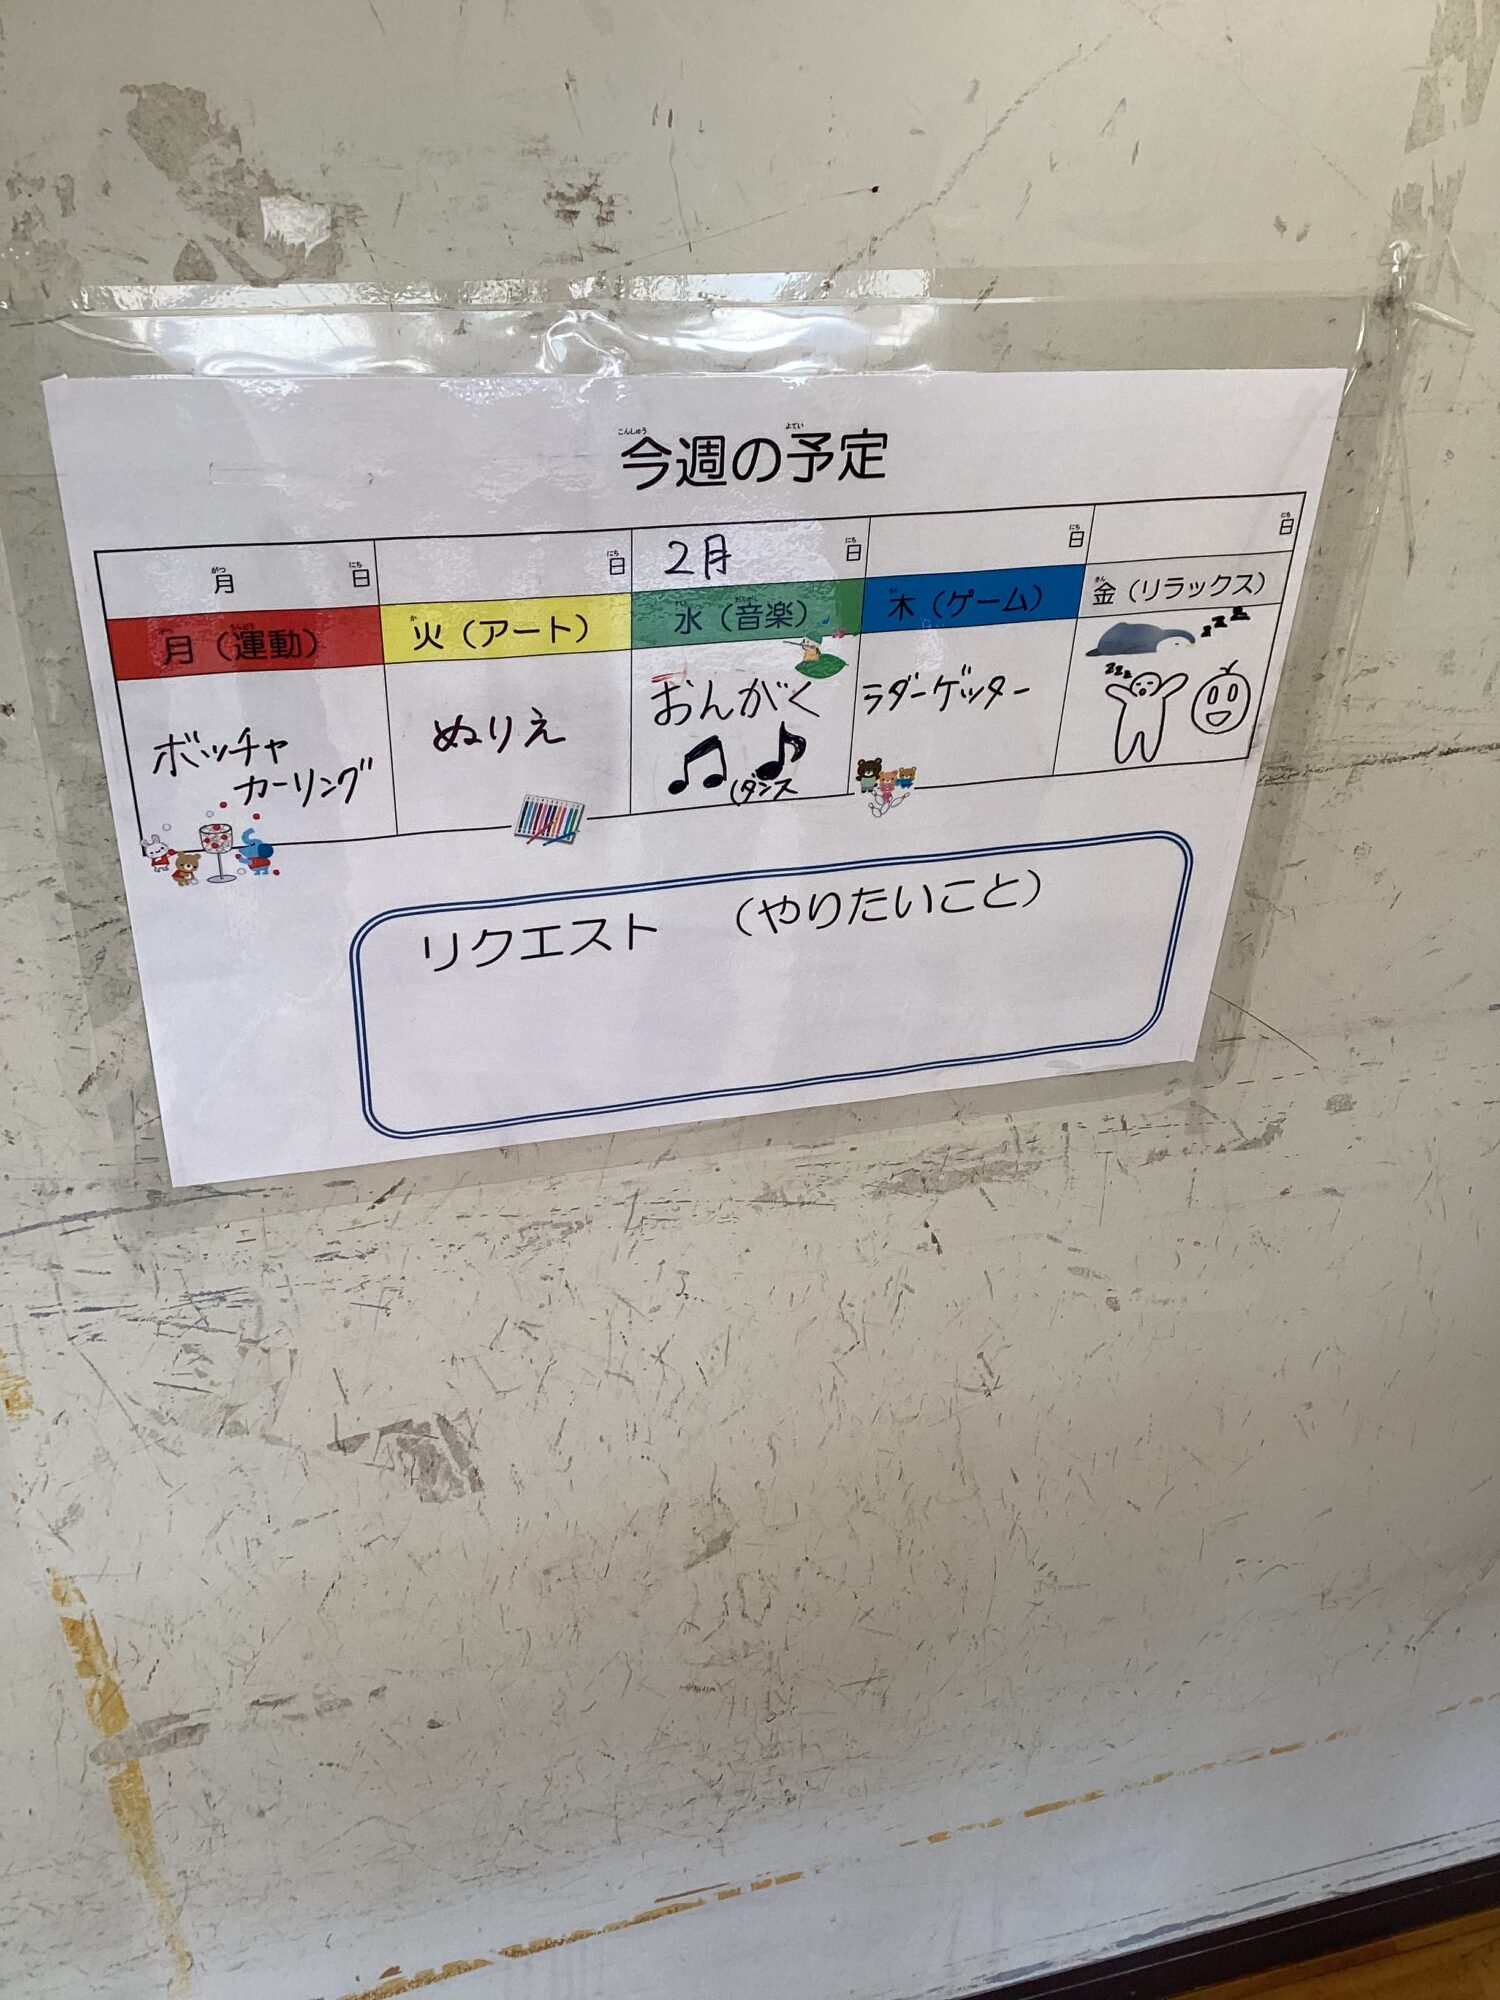 今週の予定
月 日 日 2月 日 日 日
月（運動） 火（アート） 水（音楽） 木（ゲーム） 金（リラックス）
ボッチャ
カーリング
ぬりえ
おんがく
ダンス
ラダーゲッター
zzz
zzz
リクエスト （やりたいこと）